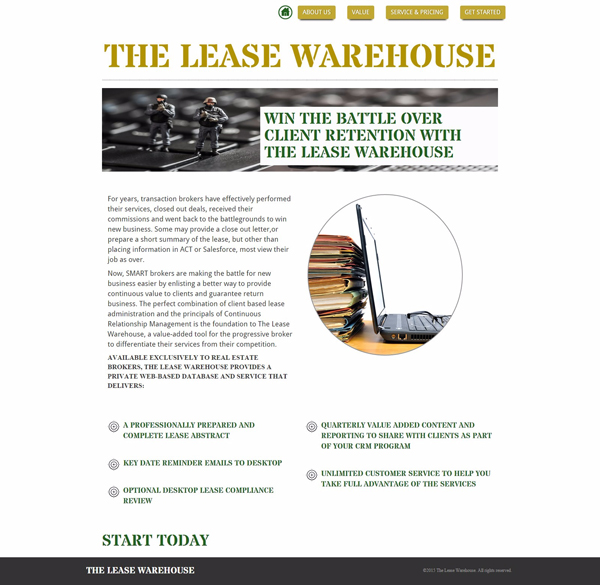 ABOUT US
VALUE
SERVICE & PRICING
GET STARTED
THE LEASE WAREHOUSE
WIN THE BATTLE OVER
CLIENT RETENTION WITH
THE LEASE WAREHOUSE
For years, transaction brokers have effectively performed
their services, closed out deals, received their
commissions and went back to the battlegrounds to win
new business. Some may provide a close out letter,or
prepare a short summary of the lease, but other than
placing information in ACT or Salesforce, most view their
job as over.
Now, SMART brokers are making the battle for new
business easier by enlisting a better way to provide
continuous value to clients and guarantee return
business. The perfect combination of client based lease
administration and the principals of Continuous
Relationship Management is the foundation to The Lease
Warehouse, a value-added tool for the progressive broker
to differentiate their services from their competition.
AVAILABLE EXCLUSIVELY TO REAL ESTATE
BROKERS, THE LEASE WAREHOUSE PROVIDES A
PRIVATE WEB-BASED DATABASE AND SERVICE THAT
DELIVERS:
A PROFESSIONALLY PREPARED AND
COMPLETE LEASE ABSTRACT
KEY DATE REMINDER EMAILS TO DESKTOP
OPTIONAL DESKTOP LEASE COMPLIANCE
REVIEW
QUARTERLY VALUE ADDED CONTENT AND
REPORTING TO SHARE WITH CLIENTS AS PART
OF YOUR CRM PROGRAM
UNLIMITED CUSTOMER SERVICE TO HELP YOU
TAKE FULL ADVANTAGE OF THE SERVICES
START TODAY
THE LEASE WAREHOUSE
The Lease Warehouse. All rights reserved.